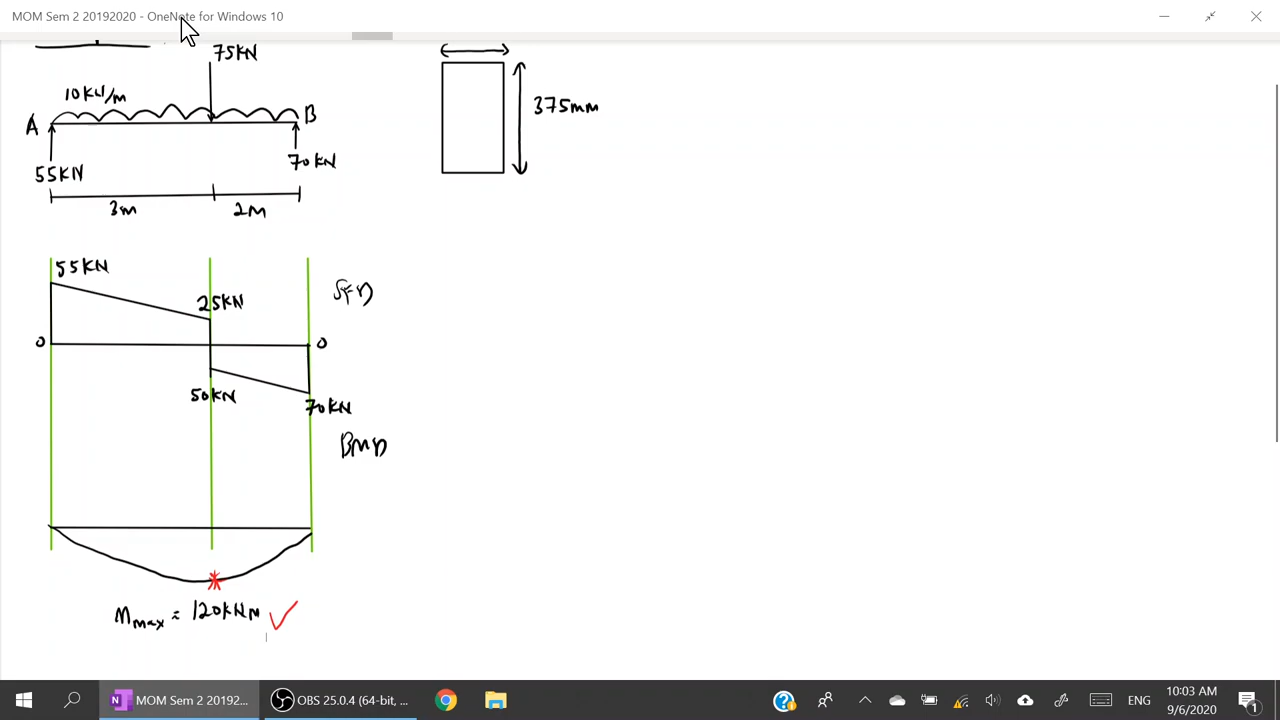 MOM Sem 2 20192020 - OneNote for Windows 10
75KN
10KN/m
A
B
55KN
70KN
3m
2M
375mm
55KN
25KN
SFD
0
0
50KN
70KN
BMD
Mmax = 120KNM ✓
MOM Sem 2 20192...
OBS 25.0.4 (64-bit, ...
ENG
10:03 AM
9/6/2020
1